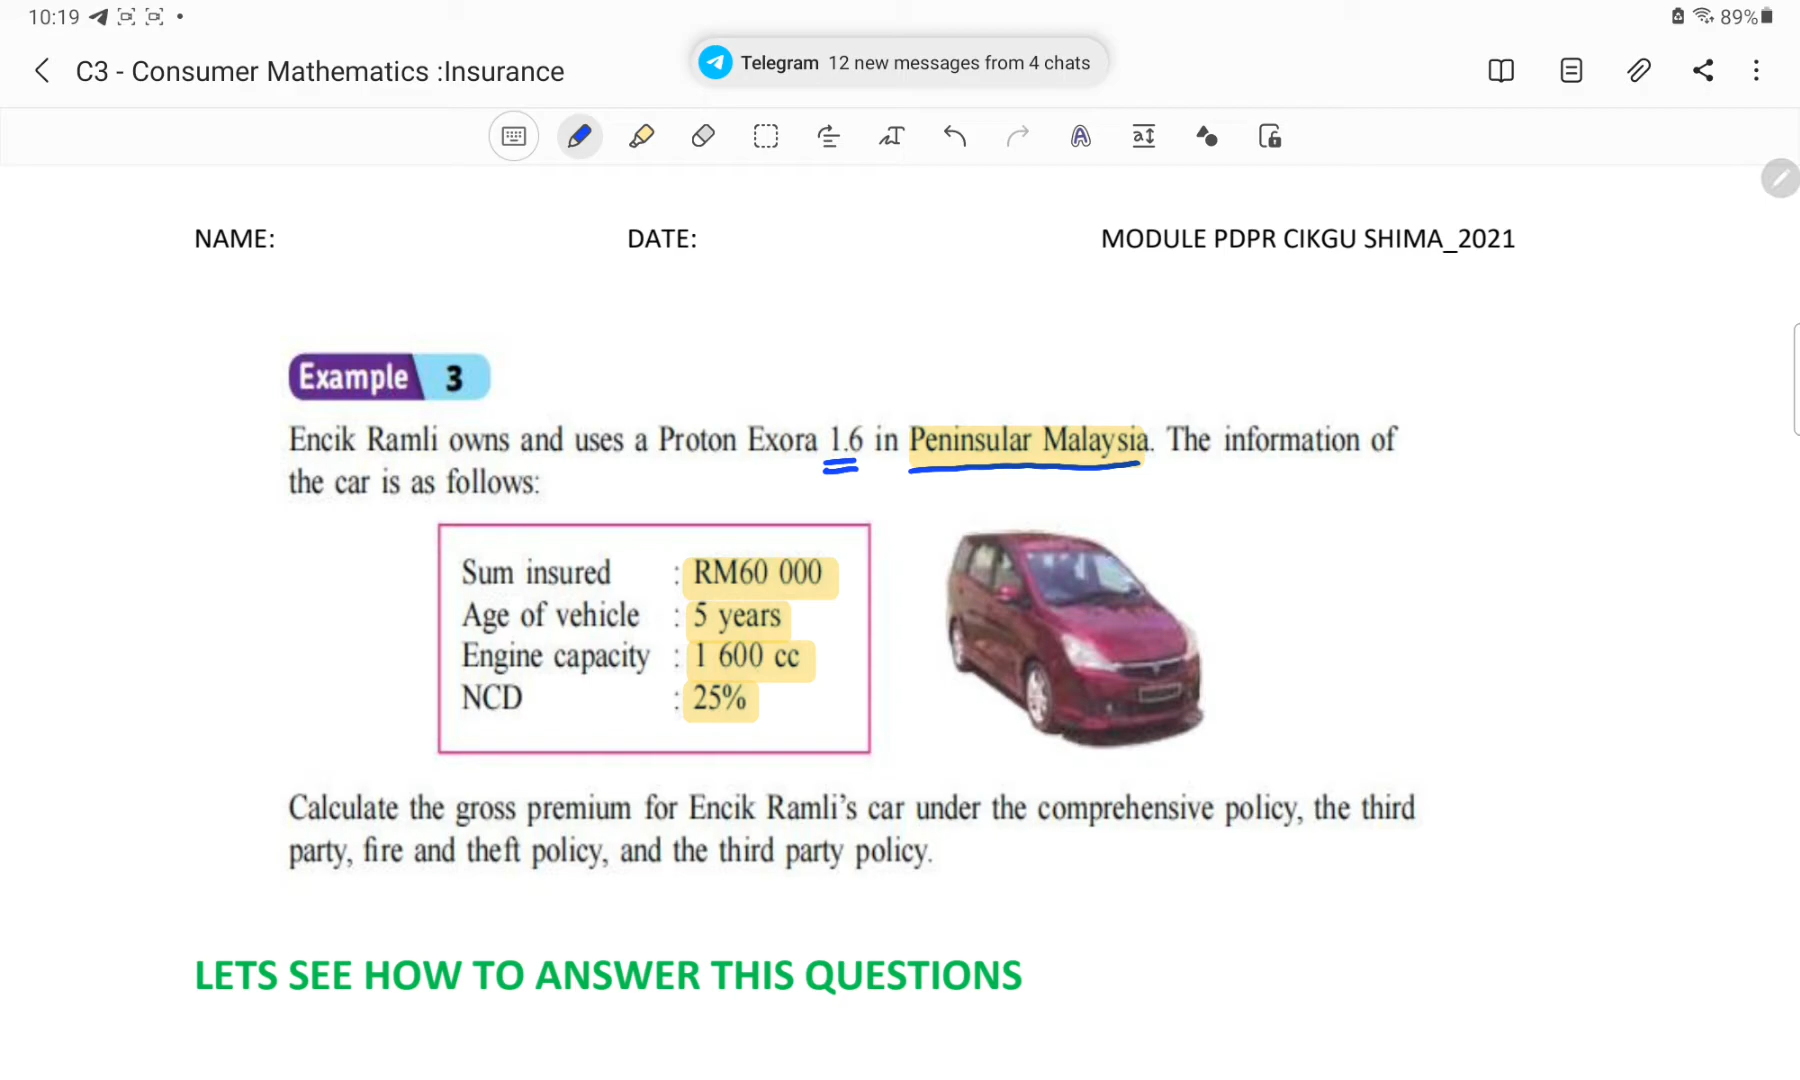 10:19
89%
C3 - Consumer Mathematics :Insurance
Telegram 12 new messages from 4 chats
NAME: DATE: MODULE PDPR CIKGU SHIMA_2021
Example 3
Encik Ramli owns and uses a Proton Exora 1.6 in Peninsular Malaysia. The information of
the car is as follows:
Sum insured : RM60 000
Age of vehicle : 5 years
Engine capacity : 1 600 cc
NCD : 25%
Calculate the gross premium for Encik Ramli’s car under the comprehensive policy, the third
party, fire and theft policy, and the third party policy.
LETS SEE HOW TO ANSWER THIS QUESTIONS